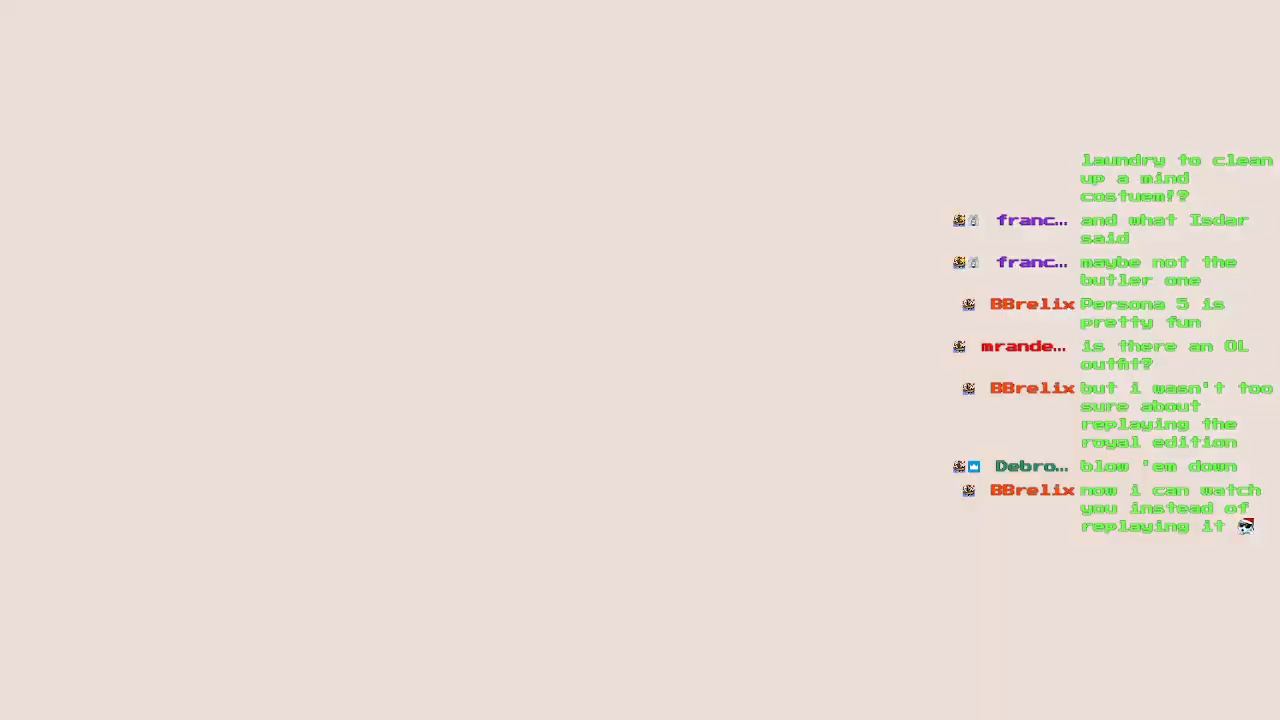 laundry to clean
up a mind
costuem!?
franc... and what Isdar
said
franc... maybe not the
butler one
BBrelix Persona 5 is
pretty fun
mrande... is there an OL
outfit?
BBrelix but i wasn't too
sure about
replaying the
royal edition
Debro... blow 'em down
BBrelix now i can watch
you instead of
replaying it